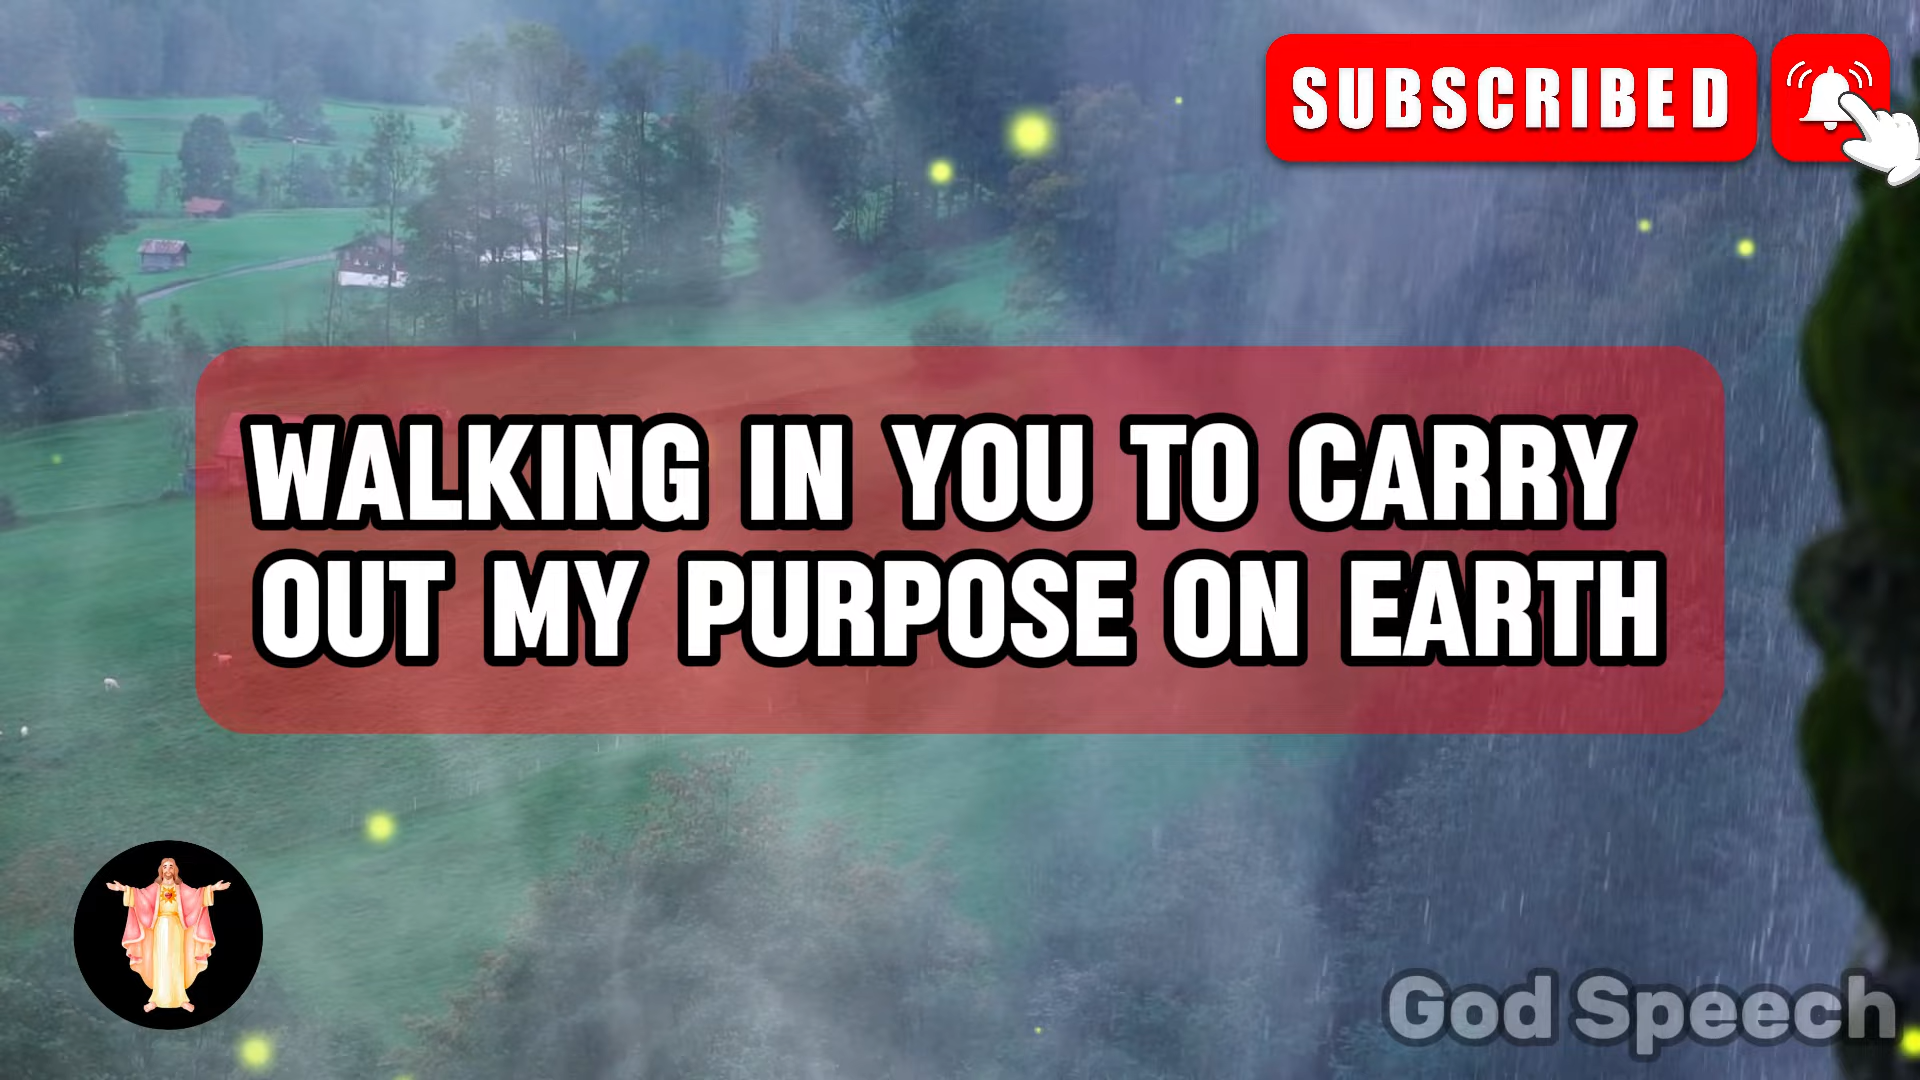 SUBSCRIBED
WALKING IN YOU TO CARRY
OUT MY PURPOSE ON EARTH
God Speech